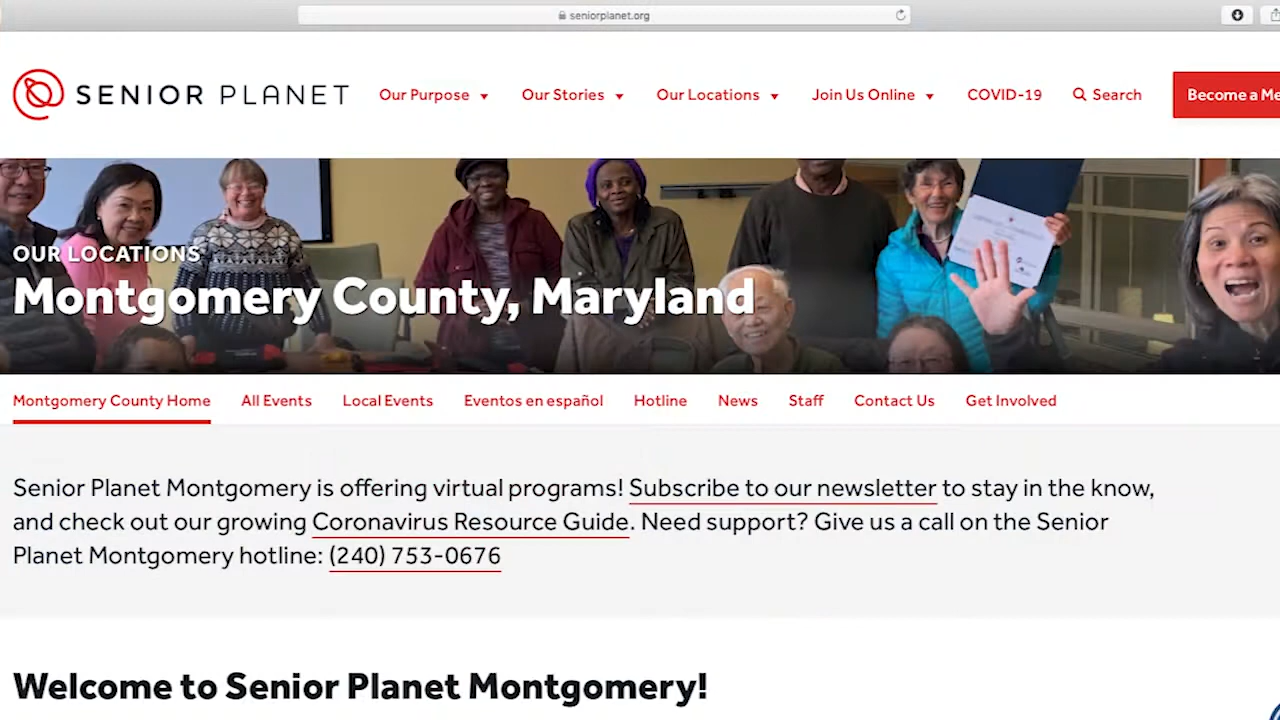 seniorplanet.org
SENIOR PLANET
Our Purpose
Our Stories
Our Locations
Join Us Online
COVID-19
Search
Become a Me
OUR LOCATIONS
Montgomery County, Maryland
Montgomery County Home
All Events
Local Events
Eventos en español
Hotline
News
Staff
Contact Us
Get Involved
Senior Planet Montgomery is offering virtual programs! Subscribe to our newsletter to stay in the know,
and check out our growing Coronavirus Resource Guide. Need support? Give us a call on the Senior
Planet Montgomery hotline: (240) 753-0676
Welcome to Senior Planet Montgomery!